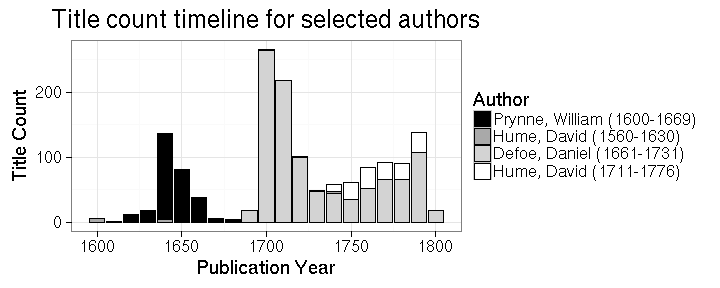 Title count timeline for selected authors
Title Count
200
100
0
1600
1650
1700
1750
1800
Publication Year
Author
Prynne, William (1600-1669)
Hume, David (1560-1630)
Defoe, Daniel (1661-1731)
Hume, David (1711-1776)